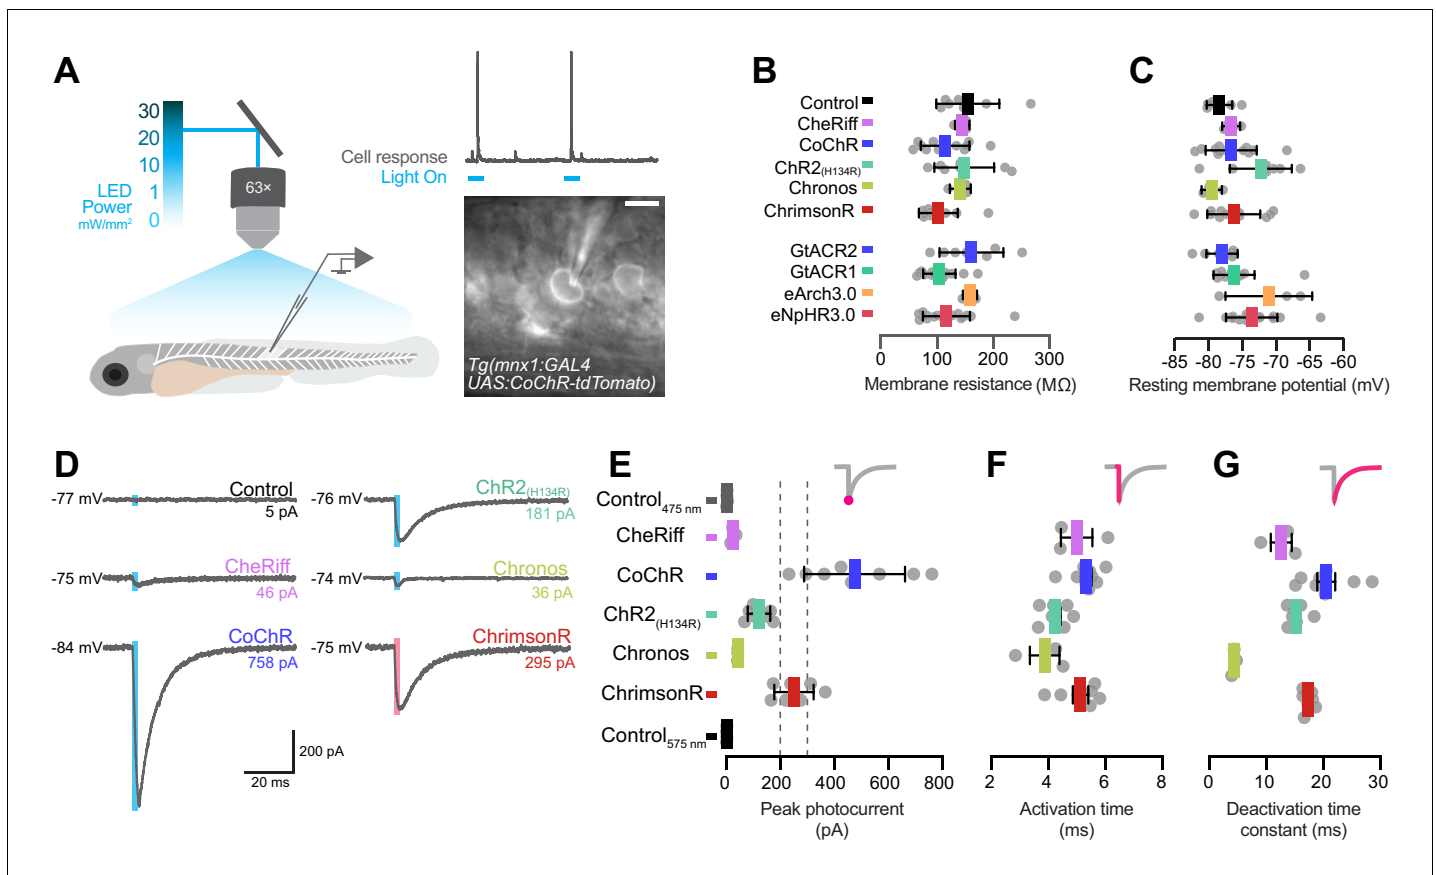 A
30
20
10
1
0
LED
Power
mW/mm²
63×
Cell response
Light On
Tg(mnx1:GAL4
UAS:CoChR-tdTomato)
B
Control
CheRiff
CoChR
ChR2(H134R)
Chronos
ChrimsonR
GtACR2
GtACR1
eArch3.0
eNpHR3.0
0 100 200 300
Membrane resistance (MΩ)
C
-85 -80 -75 -70 -65 -60
Resting membrane potential (mV)
D
-77 mV
Control
5 pA
-76 mV
ChR2(H134R)
181 pA
-75 mV
CheRiff
46 pA
-74 mV
Chronos
36 pA
-84 mV
CoChR
758 pA
-75 mV
ChrimsonR
295 pA
200 pA
20 ms
E
Control475 nm
CheRiff
CoChR
ChR2(H134R)
Chronos
ChrimsonR
Control575 nm
0 200 400 600 800
Peak photocurrent
(pA)
F
2 4 6 8
Activation time
(ms)
G
0 10 20 30
Deactivation time
constant (ms)